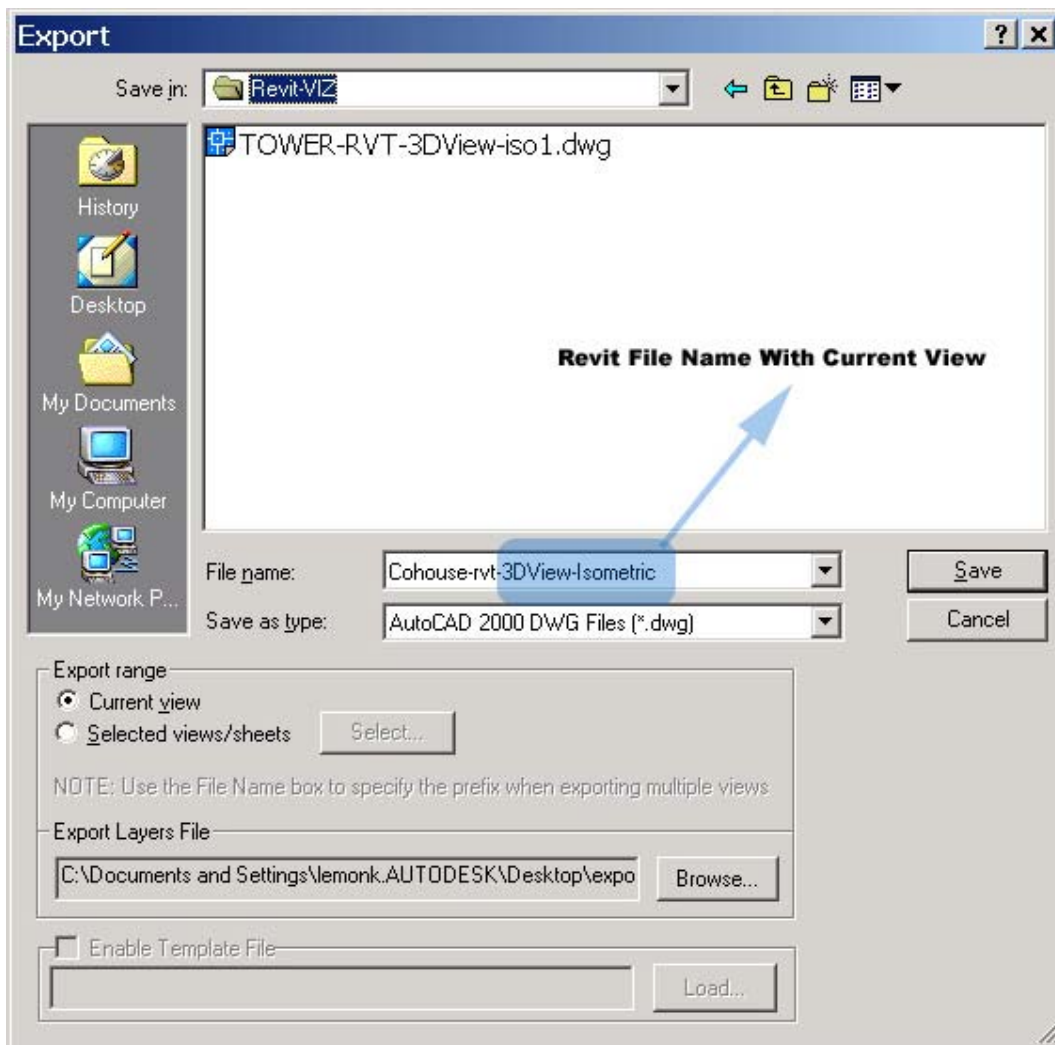 Export
Save in:
Revit-VIZ
TOWER-RVT-3DView-iso1.dwg
History
Desktop
My Documents
My Computer
My Network P...
Revit File Name With Current View
File name:
Cohouse-rvt-3DView-Isometric
Save
Save as type:
AutoCAD 2000 DWG Files (*.dwg)
Cancel
Export range
Current view
Selected views/sheets
Select...
NOTE: Use the File Name box to specify the prefix when exporting multiple views
Export Layers File
C:\Documents and Settings\lemonk.AUTODESK\Desktop\expo
Browse...
Enable Template File
Load...